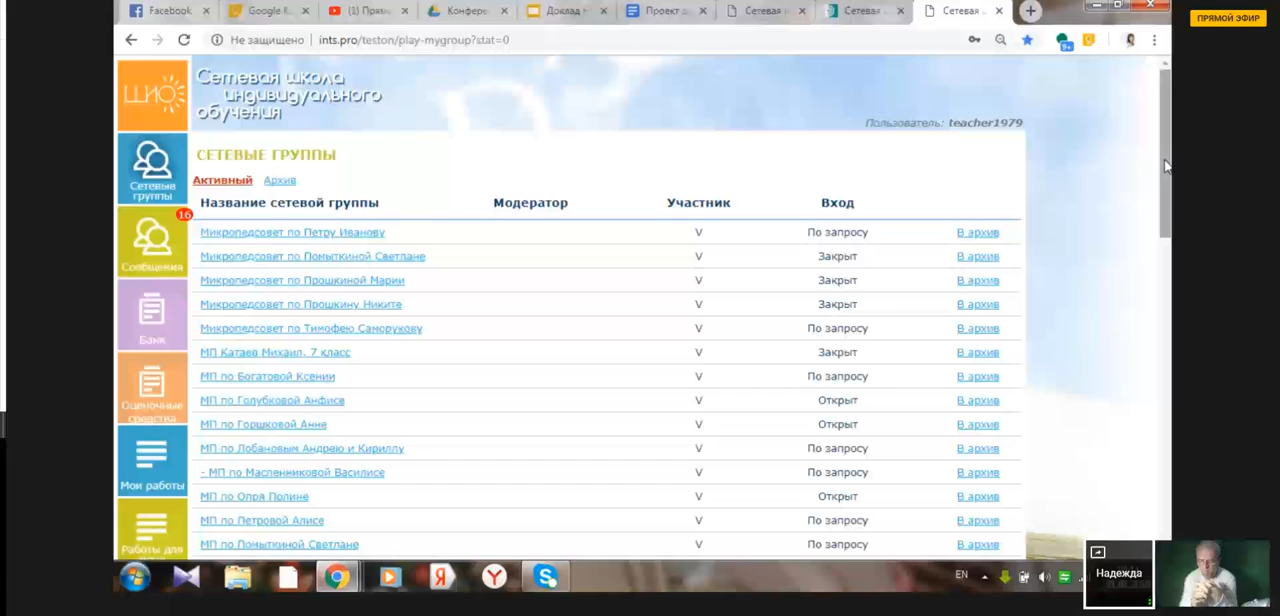 Facebook
Google К
(1) Прям
Конфере
Доклад н
Проект д
Сетевая
Сетевая
Сетевая
Не защищено
ints.pro/teston/play-mygroup?stat=0
9+
ПРЯМОЙ ЭФИР
ШИО
Сетевая школа
индивидуального
обучения
Пользователь: teacher1979
СЕТЕВЫЕ ГРУППЫ
Активный Архив
Название сетевой группы Модератор Участник Вход
Микропедсовет по Петру Иванову V По запросу В архив
Микропедсовет по Помыткиной Светлане V Закрыт В архив
Микропедсовет по Прошкиной Марии V Закрыт В архив
Микропедсовет по Прошкину Никите V Закрыт В архив
Микропедсовет по Тимофею Саморукову V По запросу В архив
МП Катаев Михаил, 7 класс V Закрыт В архив
МП по Богатовой Ксении V По запросу В архив
МП по Голубковой Анфисе V Открыт В архив
МП по Горшковой Анне V Открыт В архив
МП по Лобановым Андрею и Кириллу V По запросу В архив
- МП по Масленниковой Василисе V По запросу В архив
МП по Опря Полине V Открыт В архив
МП по Петровой Алисе V По запросу В архив
МП по Помыткиной Светлане V По запросу В архив
Сетевые
группы
16
Сообщения
Банк
Оценочные
средства
Мои работы
Работы для
Я
Y
S
EN
Надежда